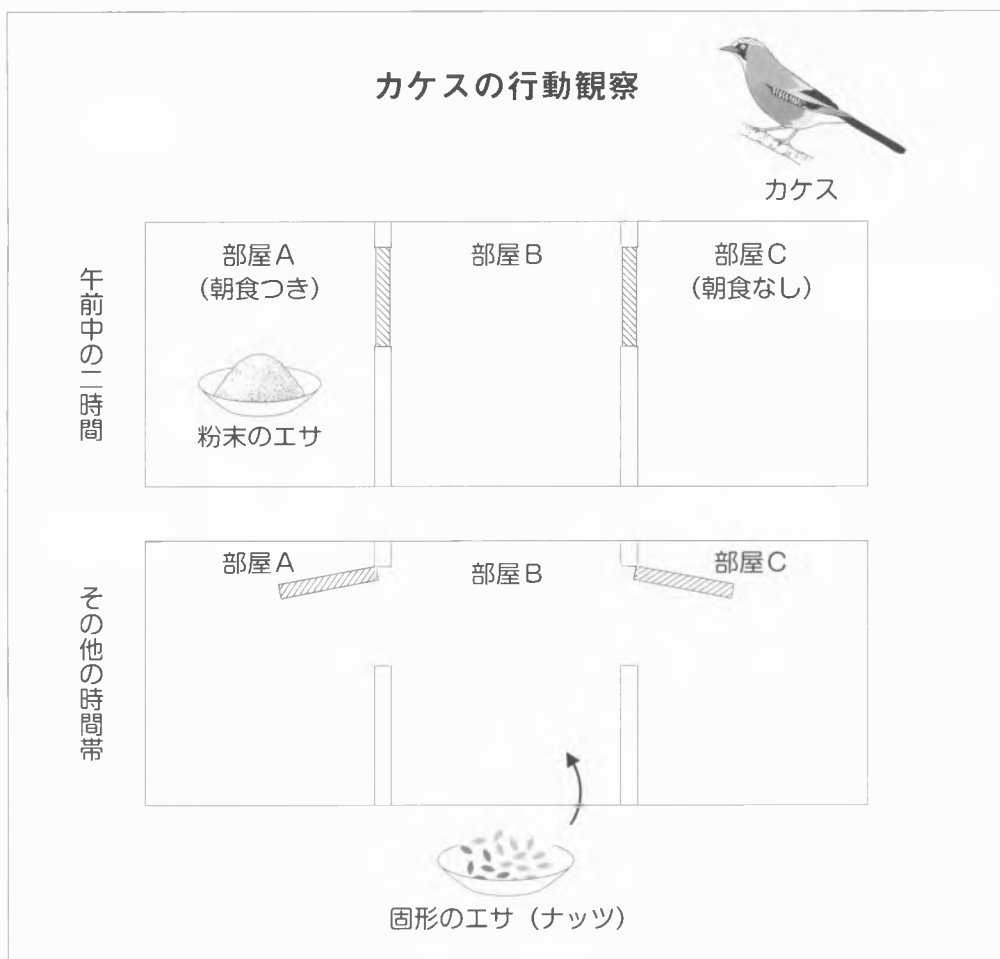 カケスの行動観察
カケス
午前中の二時間
部屋A
(朝食つき)
部屋B
部屋C
(朝食なし)
粉末のエサ
その他の時間帯
部屋A
部屋B
部屋C
固形のエサ(ナッツ)